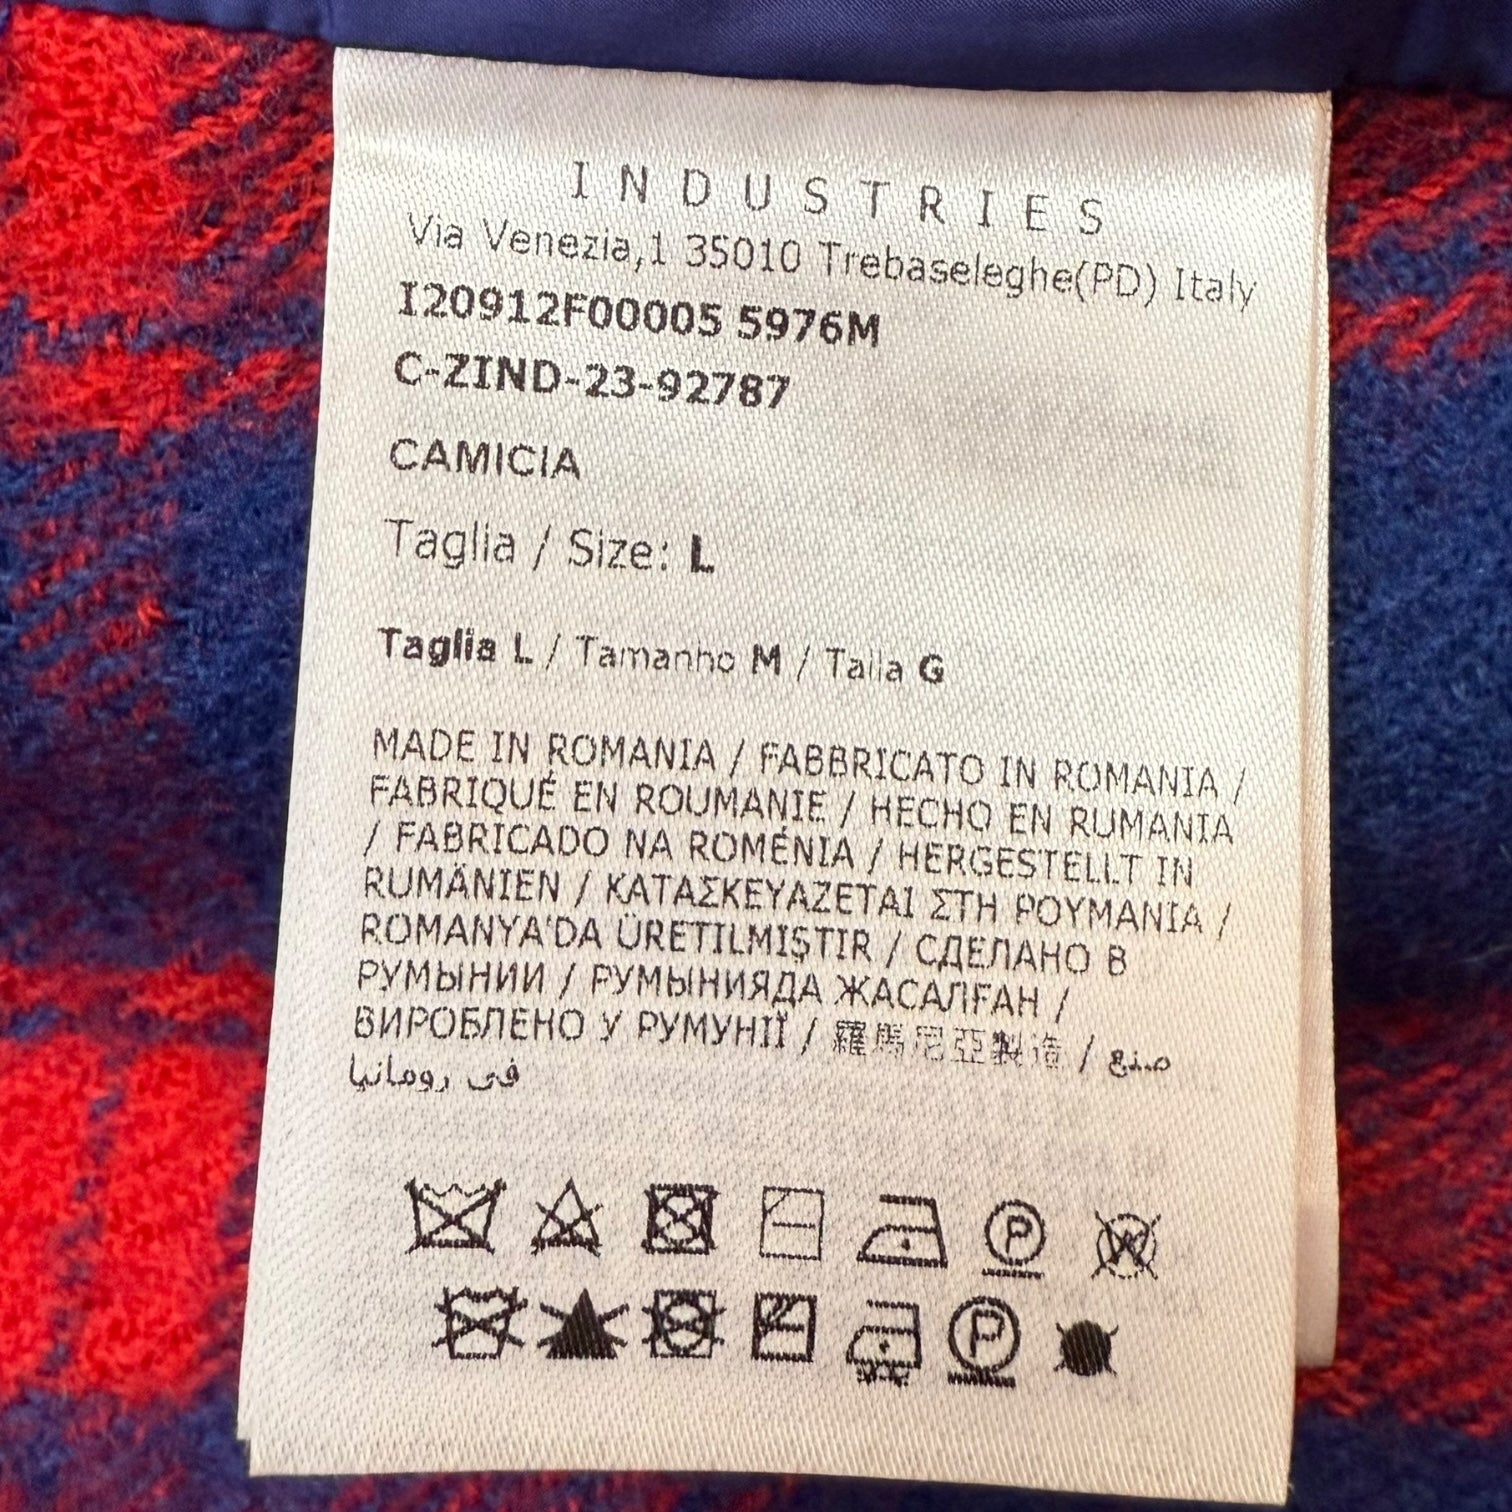 INDUSTRIES
Via Venezia,1 35010 Trebaseleghe(PD) Italy
I20912F00005 5976M
C-ZIND-23-92787
CAMICIA
Taglia / Size: L
Taglia L / Tamanho M / Talla G
MADE IN ROMANIA / FABBRICATO IN ROMANIA /
FABRIQUÉ EN ROUMANIE / HECHO EN RUMANIA
/ FABRICADO NA ROMÉNIA / HERGESTELLT IN
RUMÄNIEN / ΚΑΤΑΣΚΕΥΑΖΕΤΑΙ ΣΤΗ ΡΟΥΜΑΝΙΑ /
ROMANYA'DA ÜRETILMIŞTIR / СДЕЛАНО В
РУМЫНИИ / РУМЫНИЯДА ЖАСАЛҒАН /
ВИРОБЛЕНО У РУМУНІЇ / 羅馬尼亞製造 / صنع
في رومانيا
P
W
P